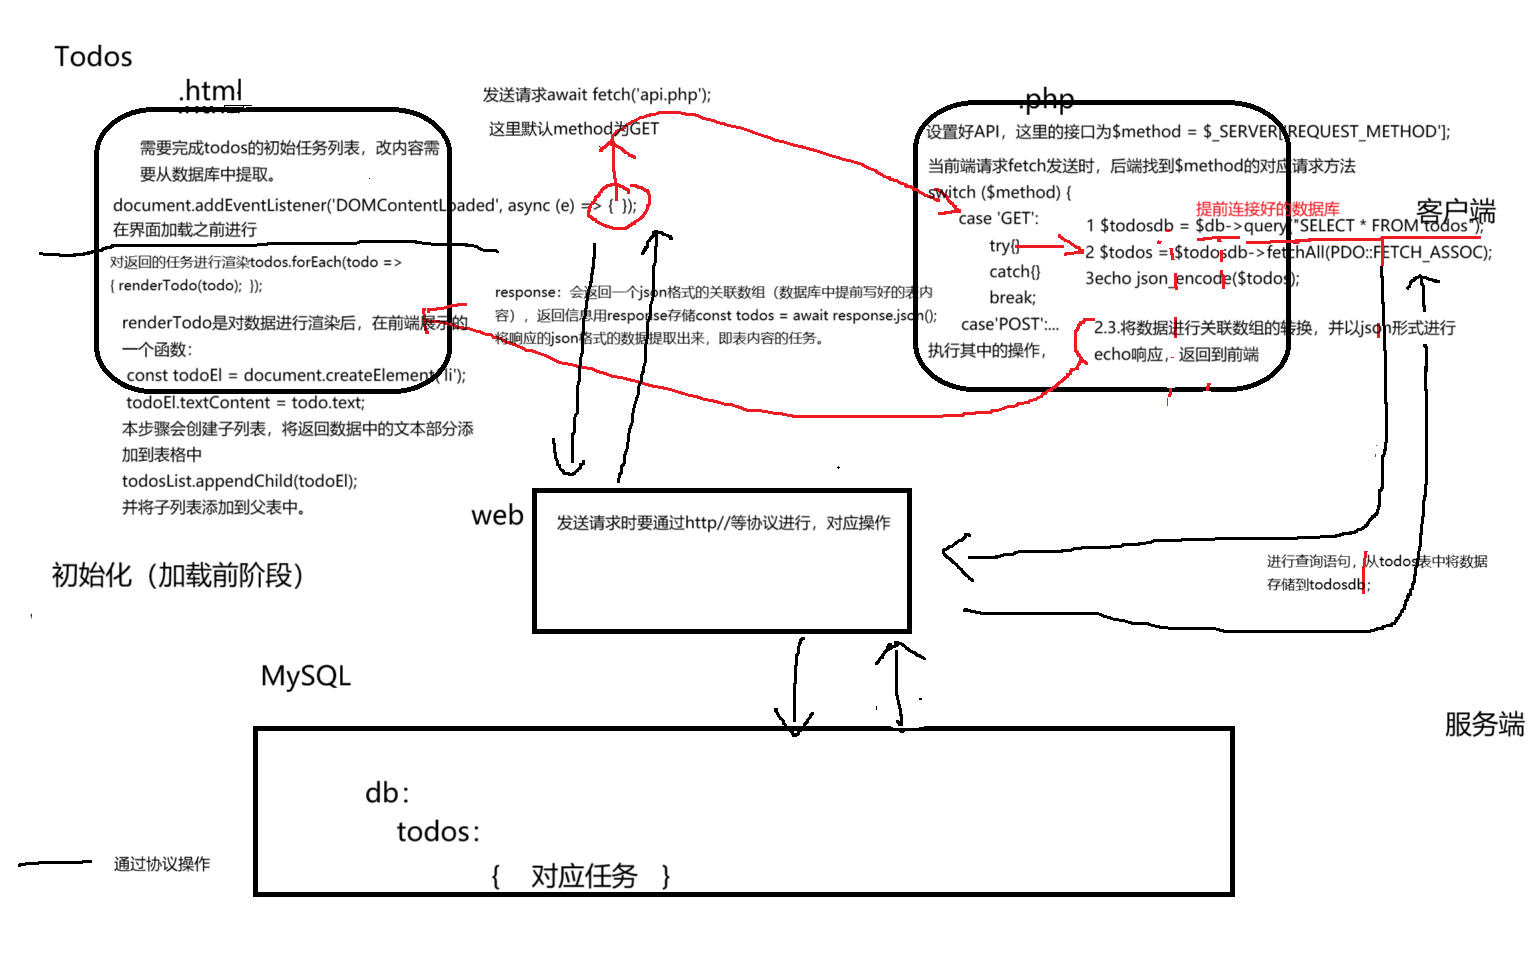 Todos
.html
需要完成todos的初始任务列表，改内容需
要从数据库中提取。
document.addEventListener('DOMContentLoaded', async (e) => { });
在界面加载之前进行
对返回的任务进行渲染todos.forEach(todo =>
{ renderTodo(todo); });
renderTodo是对数据进行渲染后，在前端展示的
一个函数：
const todoEl = document.createElement('li');
todoEl.textContent = todo.text;
本步骤会创建子列表，将返回数据中的文本部分添
加到表格中
todosList.appendChild(todoEl);
并将子列表添加到父表中。
发送请求await fetch('api.php');
这里默认method为GET
response：会返回一个json格式的关联数组（数据库中提前写好的表内
容），返回信息用response存储const todos = await response.json();
将响应的json格式的数据提取出来，即表内容的任务。
.php
设置好API，这里的接口为$method = $_SERVER['REQUEST_METHOD'];
当前端请求fetch发送时，后端找到$method的对应请求方法
switch ($method) {
case 'GET':
try{}
catch{}
break;
case'POST':...
执行其中的操作，
提前连接好的数据库
客户端
1 $todosdb = $db->query("SELECT * FROM todos");
2 $todos = $todosdb->fetchAll(PDO::FETCH_ASSOC);
3echo json_encode($todos);
2.3.将数据进行关联数组的转换，并以json形式进行
echo响应，返回到前端
web
发送请求时要通过http//等协议进行，对应操作
进行查询语句，从todos表中将数据
存储到todosdb;
初始化（加载前阶段）
MySQL
服务端
db：
todos：
{ 对应任务 }
通过协议操作